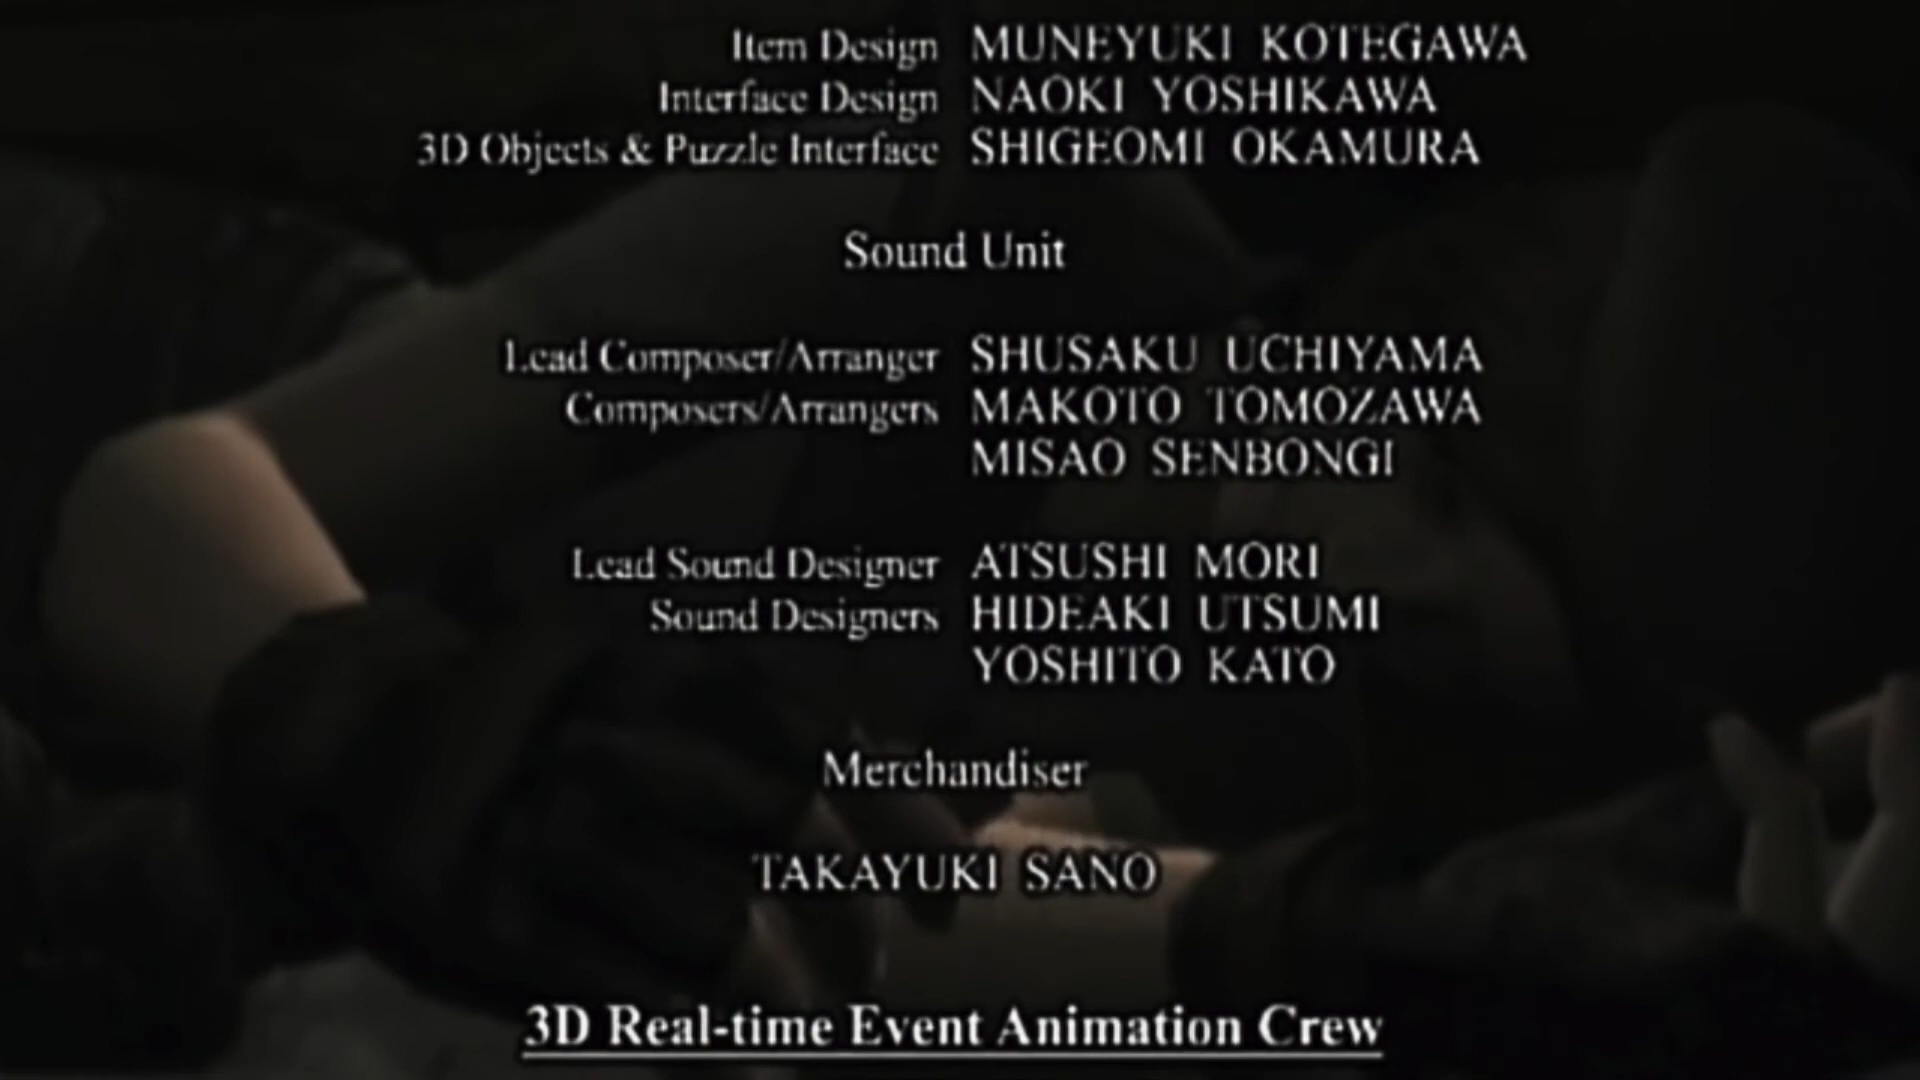 Item Design MUNEYUKI KOTEGAWA
Interface Design NAOKI YOSHIKAWA
3D Objects & Puzzle Interface SHIGEOMI OKAMURA
Sound Unit
Lead Composer/Arranger SHUSAKU UCHIYAMA
Composers/Arrangers MAKOTO TOMOZAWA
MISAO SENBONGI
Lead Sound Designer ATSUSHI MORI
Sound Designers HIDEAKI UTSUMI
YOSHITO KATO
Merchandiser
TAKAYUKI SANO
3D Real-time Event Animation Crew